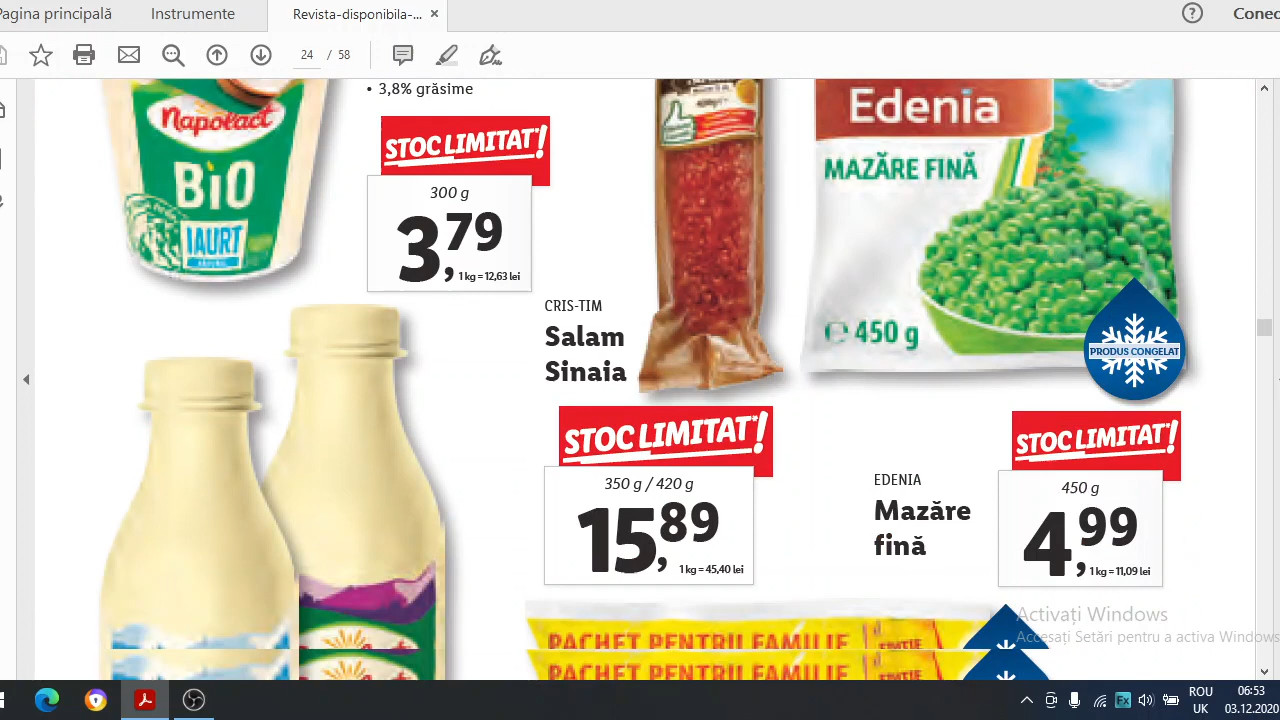 Pagina principală
Instrumente
Revista-disponibila-... ×
Conec
24 / 58
• 3,8% grăsime
Napolact
BIO
IAURT
STOC LIMITAT*!
300 g
3,79
1 kg = 12,63 lei
CRIS-TIM
Salam
Sinaia
STOC LIMITAT*!
350 g / 420 g
15,89
1 kg = 45,40 lei
Edenia
MAZĂRE FINĂ
℮ 450 g
PRODUS CONGELAT
STOC LIMITAT*!
EDENIA
Mazăre
fină
450 g
4,99
1 kg = 11,09 lei
PACHET PENTRU FAMILIE
EDIȚIE
PACHET PENTRU FAMILIE
EDIȚIE
Activați Windows
Accesați Setări pentru a activa Windows
ROU
UK
06:53
03.12.2020